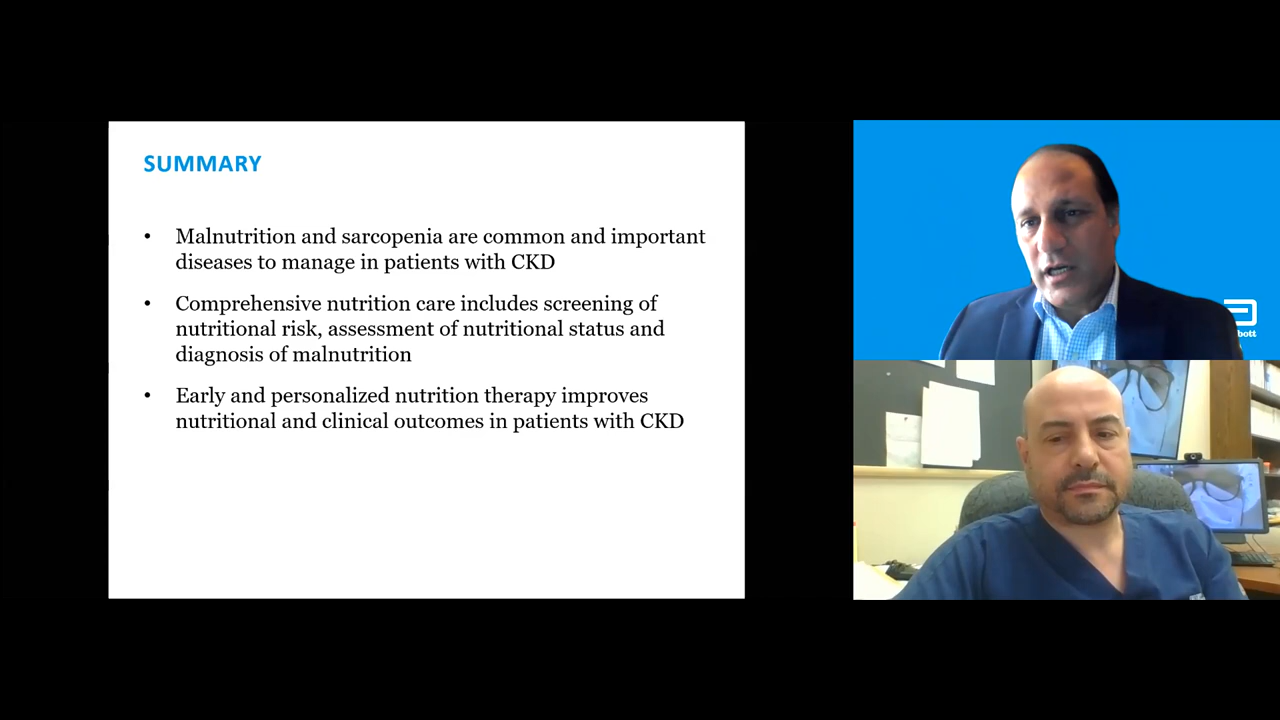 SUMMARY
• Malnutrition and sarcopenia are common and important
diseases to manage in patients with CKD
• Comprehensive nutrition care includes screening of
nutritional risk, assessment of nutritional status and
diagnosis of malnutrition
• Early and personalized nutrition therapy improves
nutritional and clinical outcomes in patients with CKD
bott